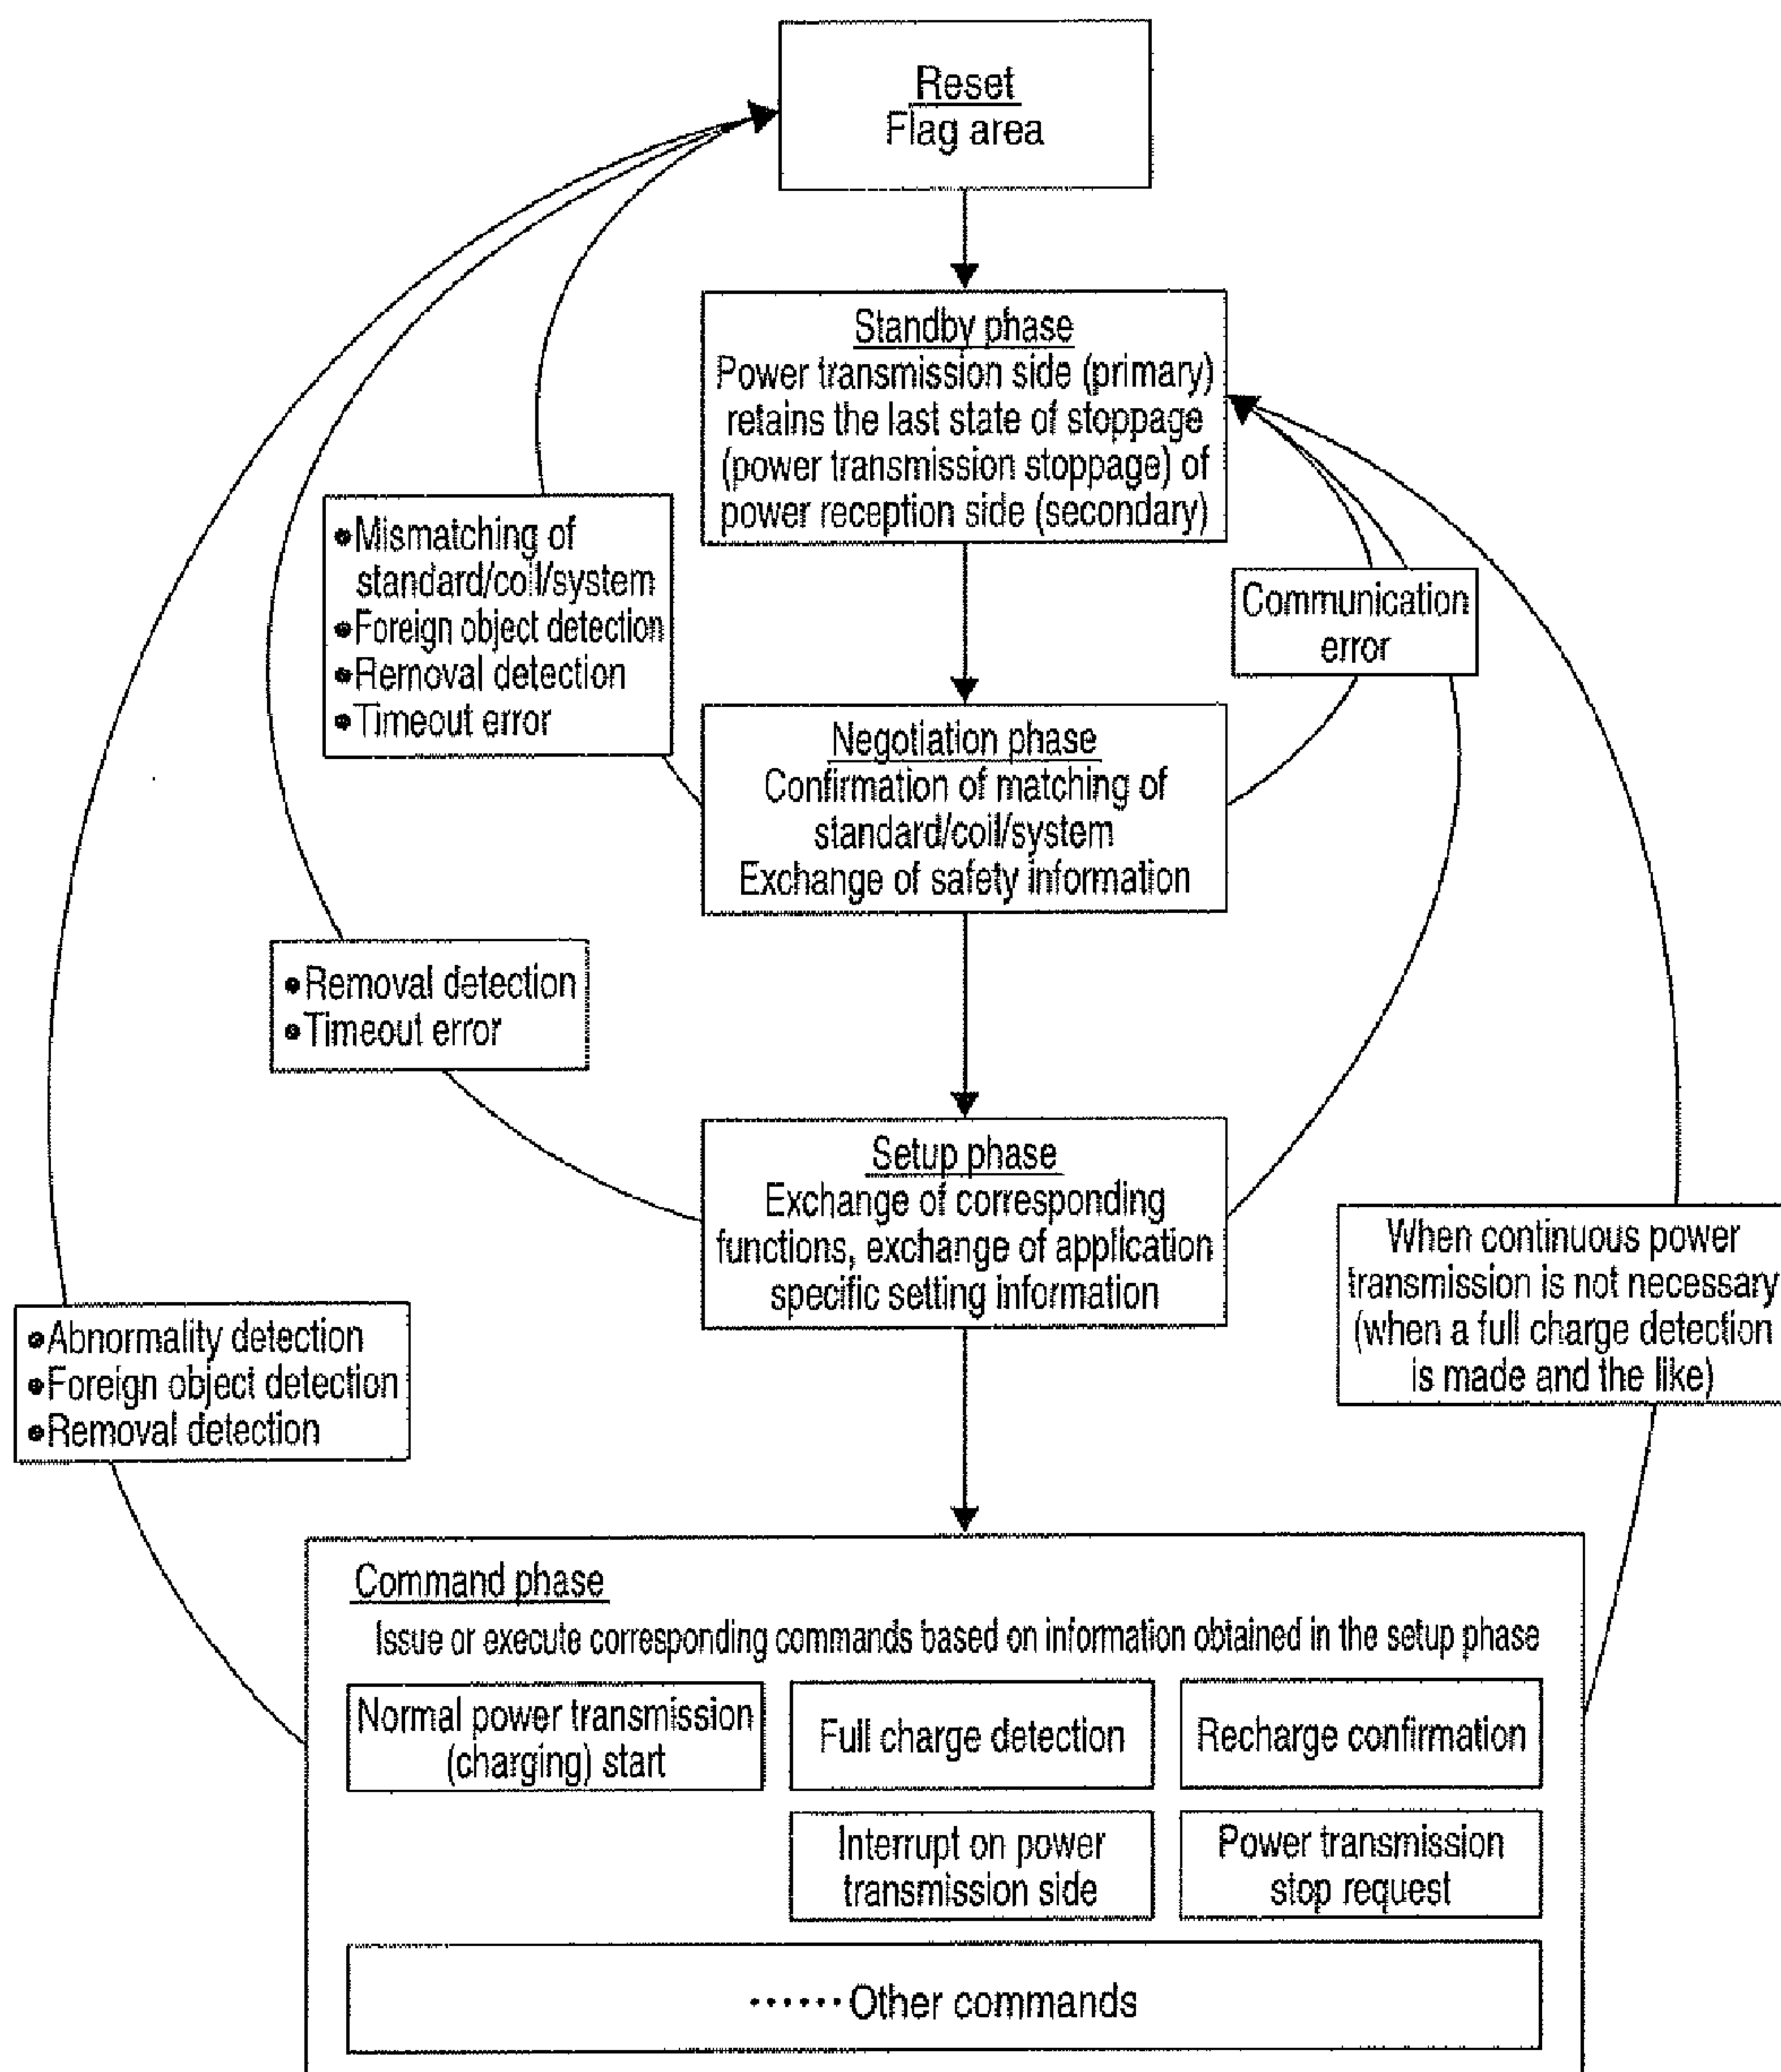 Reset
Flag area
Standby phase
Power transmission side (primary)
retains the last state of stoppage
(power transmission stoppage) of
power reception side (secondary)
•Mismatching of
standard/coil/system
•Foreign object detection
•Removal detection
•Timeout error
Communication
error
Negotiation phase
Confirmation of matching of
standard/coil/system
Exchange of safety information
•Removal detection
•Timeout error
Setup phase
Exchange of corresponding
functions, exchange of application
specific setting information
When continuous power
transmission is not necessary
(when a full charge detection
is made and the like)
•Abnormality detection
•Foreign object detection
•Removal detection
Command phase
Issue or execute corresponding commands based on information obtained in the setup phase
Normal power transmission
(charging) start
Full charge detection
Recharge confirmation
Interrupt on power
transmission side
Power transmission
stop request
······Other commands